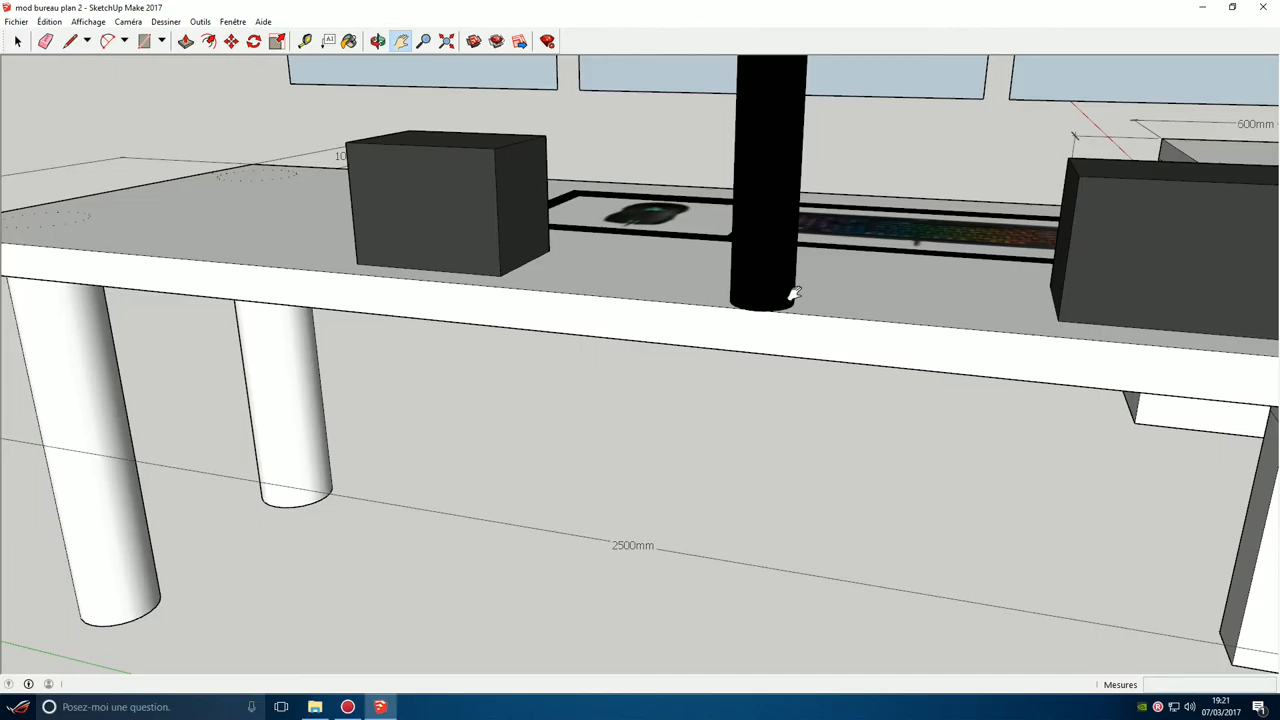 mod bureau plan 2 - SketchUp Make 2017
Fichier Édition Affichage Caméra Dessiner Outils Fenêtre Aide
600mm
10
2500mm
Mesures
Posez-moi une question.
19:21
07/03/2017